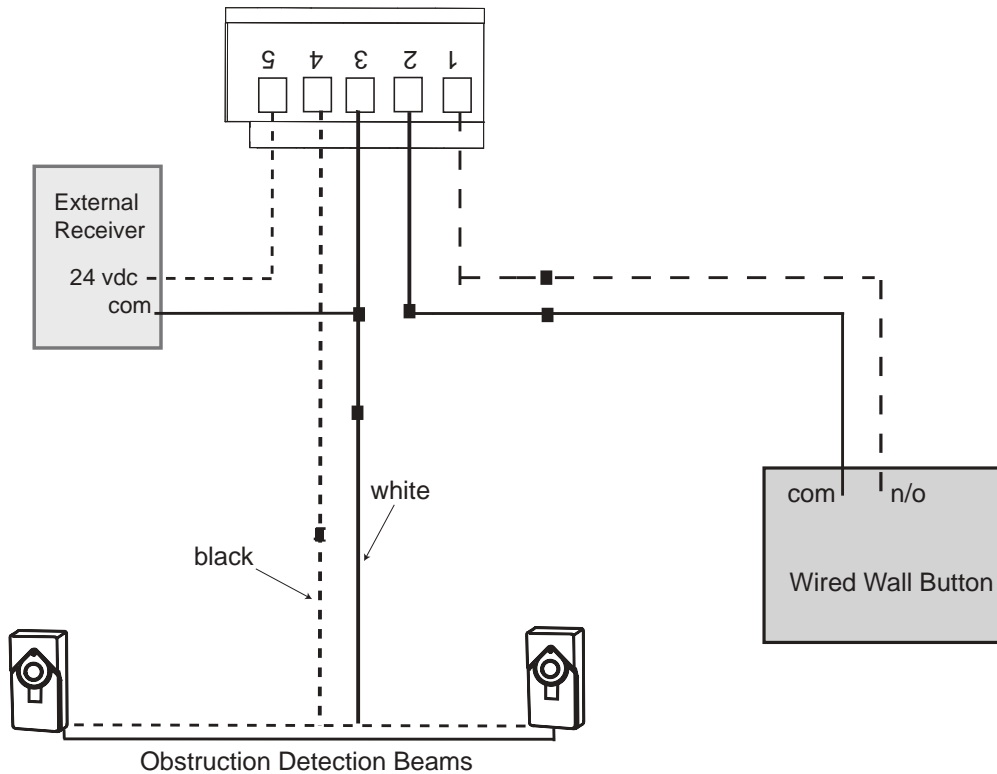 5 4 3 2 1
External
Receiver
24 vdc
com
white
black
com n/o
Wired Wall Button
Obstruction Detection Beams